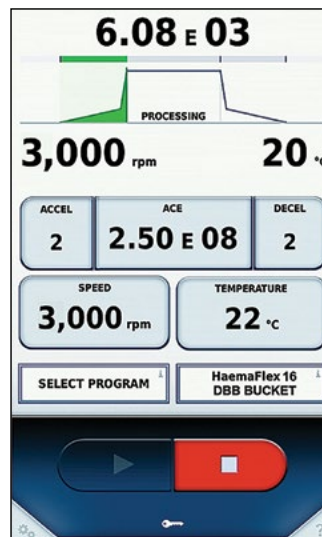 6.08 E 03
PROCESSING
3,000 rpm 20 °C
ACCEL ACE DECEL
2 2.50 E 08 2
SPEED TEMPERATURE
3,000 rpm 22 °C
SELECT PROGRAM HaemaFlex 16
DBB BUCKET
?